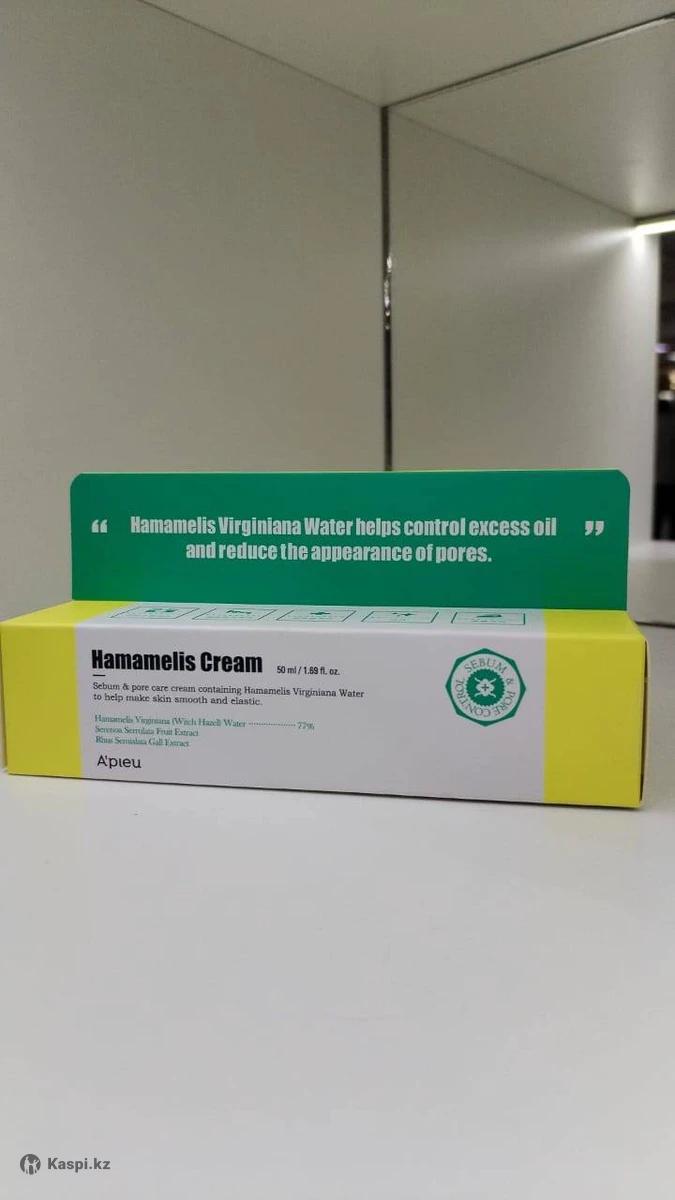 “ Hamamelis Virginiana Water helps control excess oil ”
and reduce the appearance of pores.
Hamamelis Cream 50 ml / 1.69 fl. oz.
Sebum & pore care cream containing Hamamelis Virginiana Water
to help make skin smooth and elastic.
Hamamelis Virginiana (Witch Hazel) Water ····················· 77%
Serenoa Serrulata Fruit Extract
Rhus Semialata Gall Extract
A'pieu
SEBUM & PORE CONTROL
Kaspi.kz